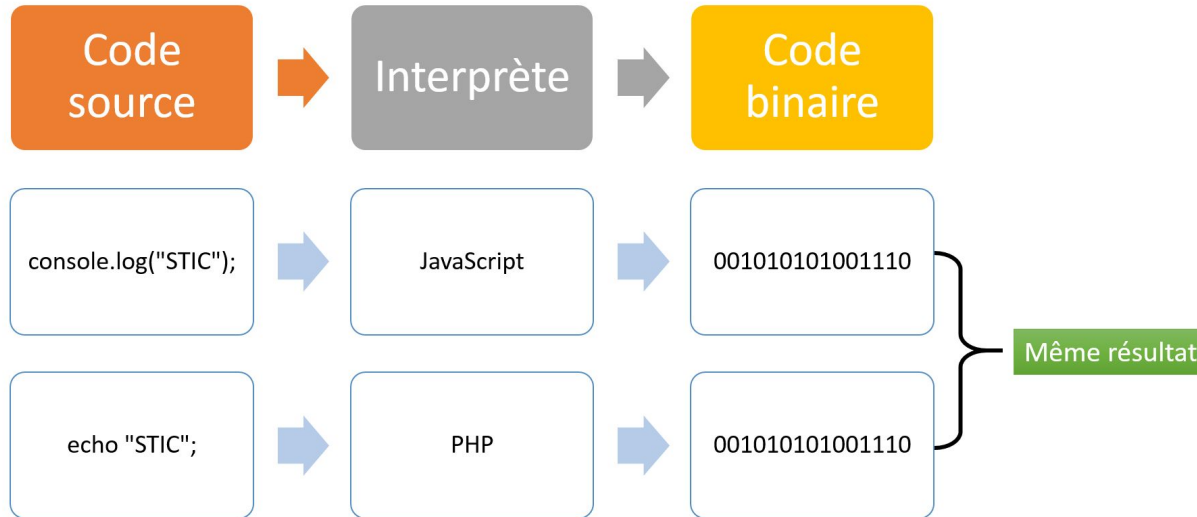 Code
source
Interprète
Code
binaire
console.log("STIC");
JavaScript
001010101001110
echo "STIC";
PHP
001010101001110
Même résultat